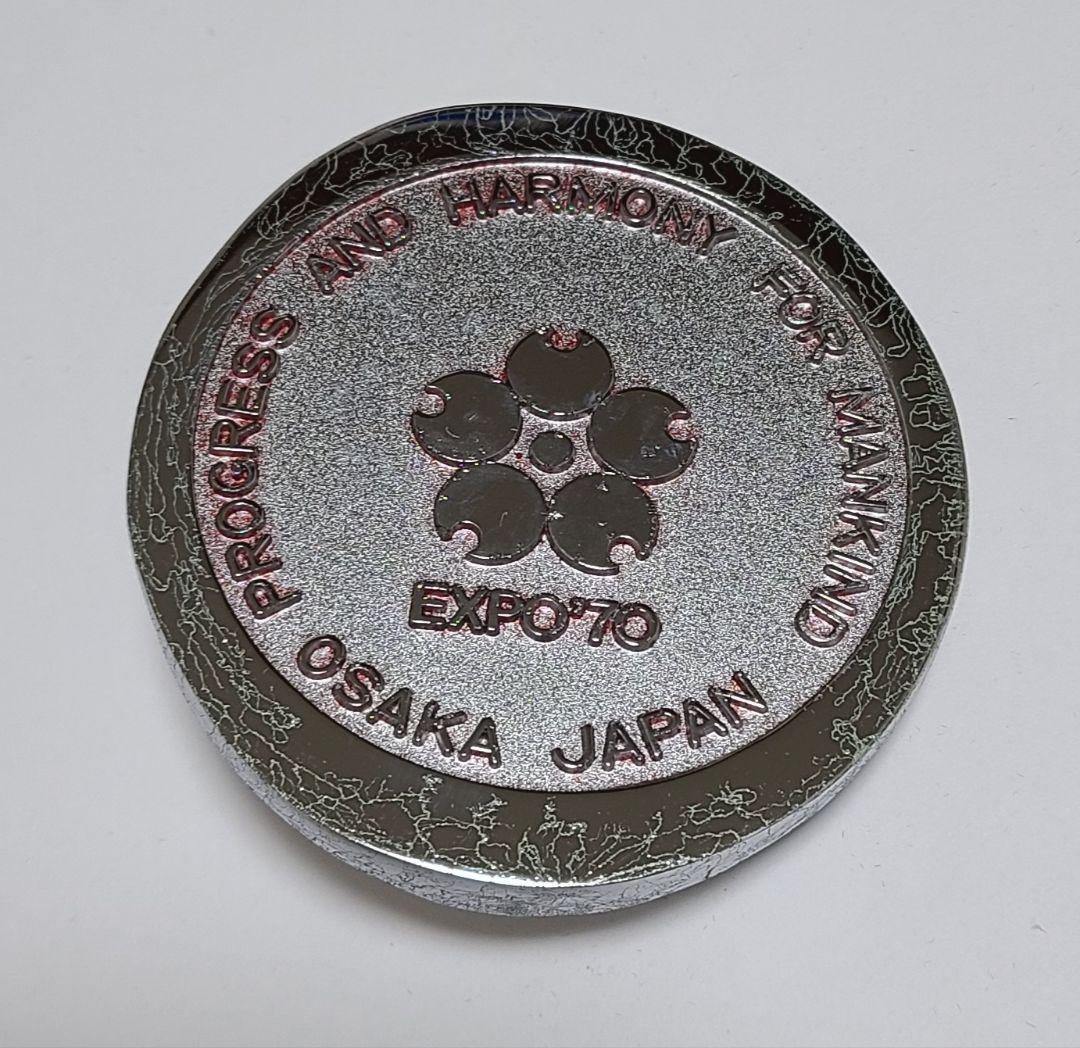 PROGRESS AND HARMONY FOR MANKIND
EXPO'70
OSAKA JAPAN